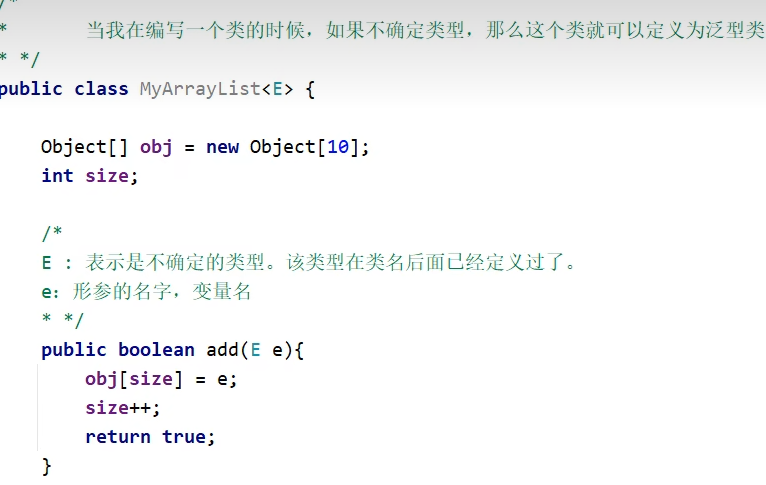 /*
* 当我在编写一个类的时候，如果不确定类型，那么这个类就可以定义为泛型类
* */
public class MyArrayList<E> {
Object[] obj = new Object[10];
int size;
/*
E : 表示是不确定的类型。该类型在类名后面已经定义过了。
e: 形参的名字，变量名
* */
public boolean add(E e){
obj[size] = e;
size++;
return true;
}